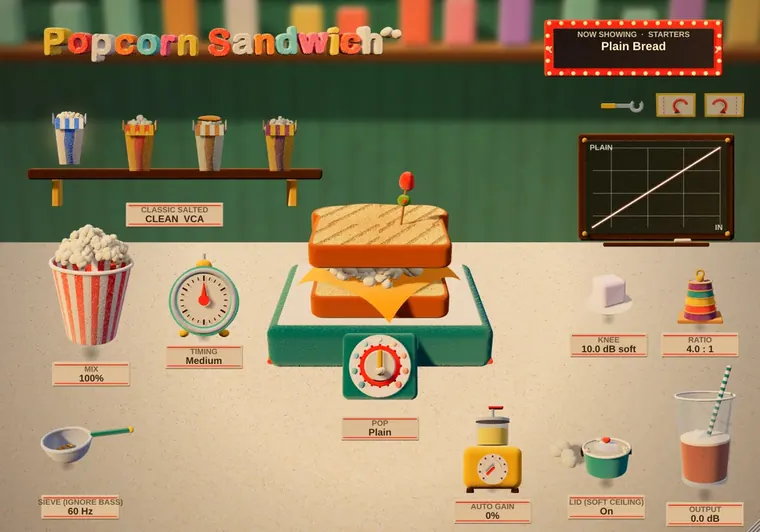 Popcorn Sandwich
NOW SHOWING · STARTERS
Plain Bread
PLAIN
IN
CLASSIC SALTED
CLEAN VCA
MIX
100%
TIMING
Medium
POP
Plain
KNEE
10.0 dB soft
RATIO
4.0 : 1
SIEVE (IGNORE BASS)
60 Hz
AUTO GAIN
0%
LID (SOFT CEILING)
On
OUTPUT
0.0 dB